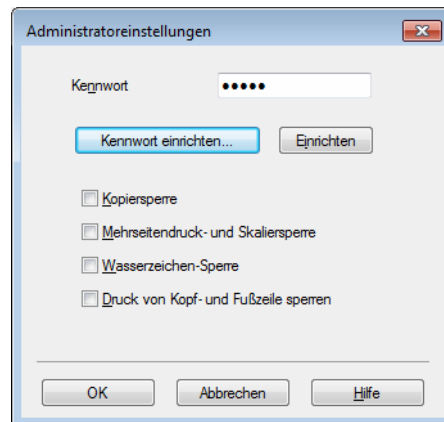 Administratoreinstellungen
Kennwort •••••
Kennwort einrichten... Einrichten
Kopiersperre
Mehrseitendruck- und Skaliersperre
Wasserzeichen-Sperre
Druck von Kopf- und Fußzeile sperren
OK Abbrechen Hilfe